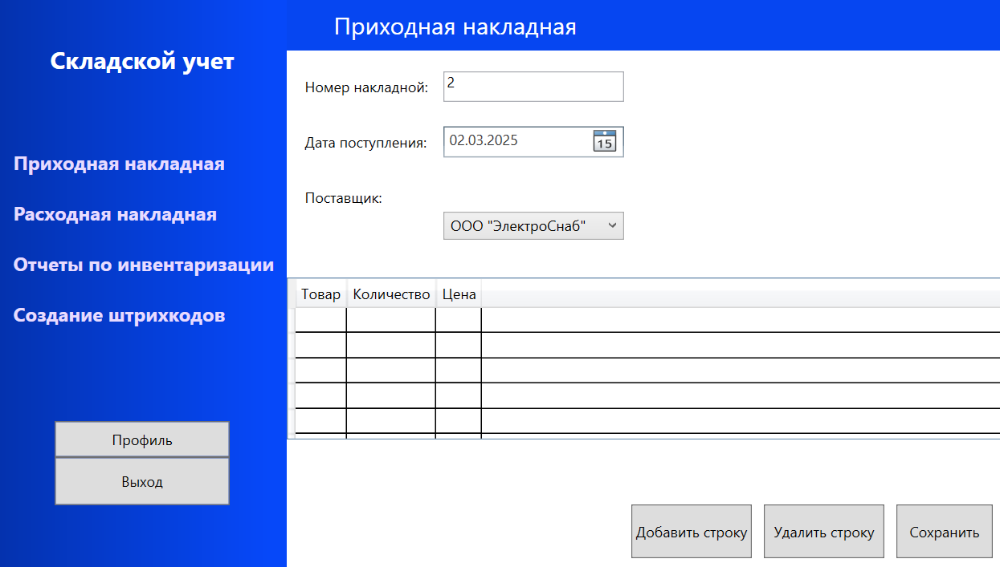 Складской учет
Приходная накладная
Расходная накладная
Отчеты по инвентаризации
Создание штрихкодов
Профиль
Выход
Приходная накладная
Номер накладной: 2
Дата поступления: 02.03.2025 15
Поставщик:
ООО "ЭлектроСнаб"
Товар Количество Цена
Добавить строку Удалить строку Сохранить